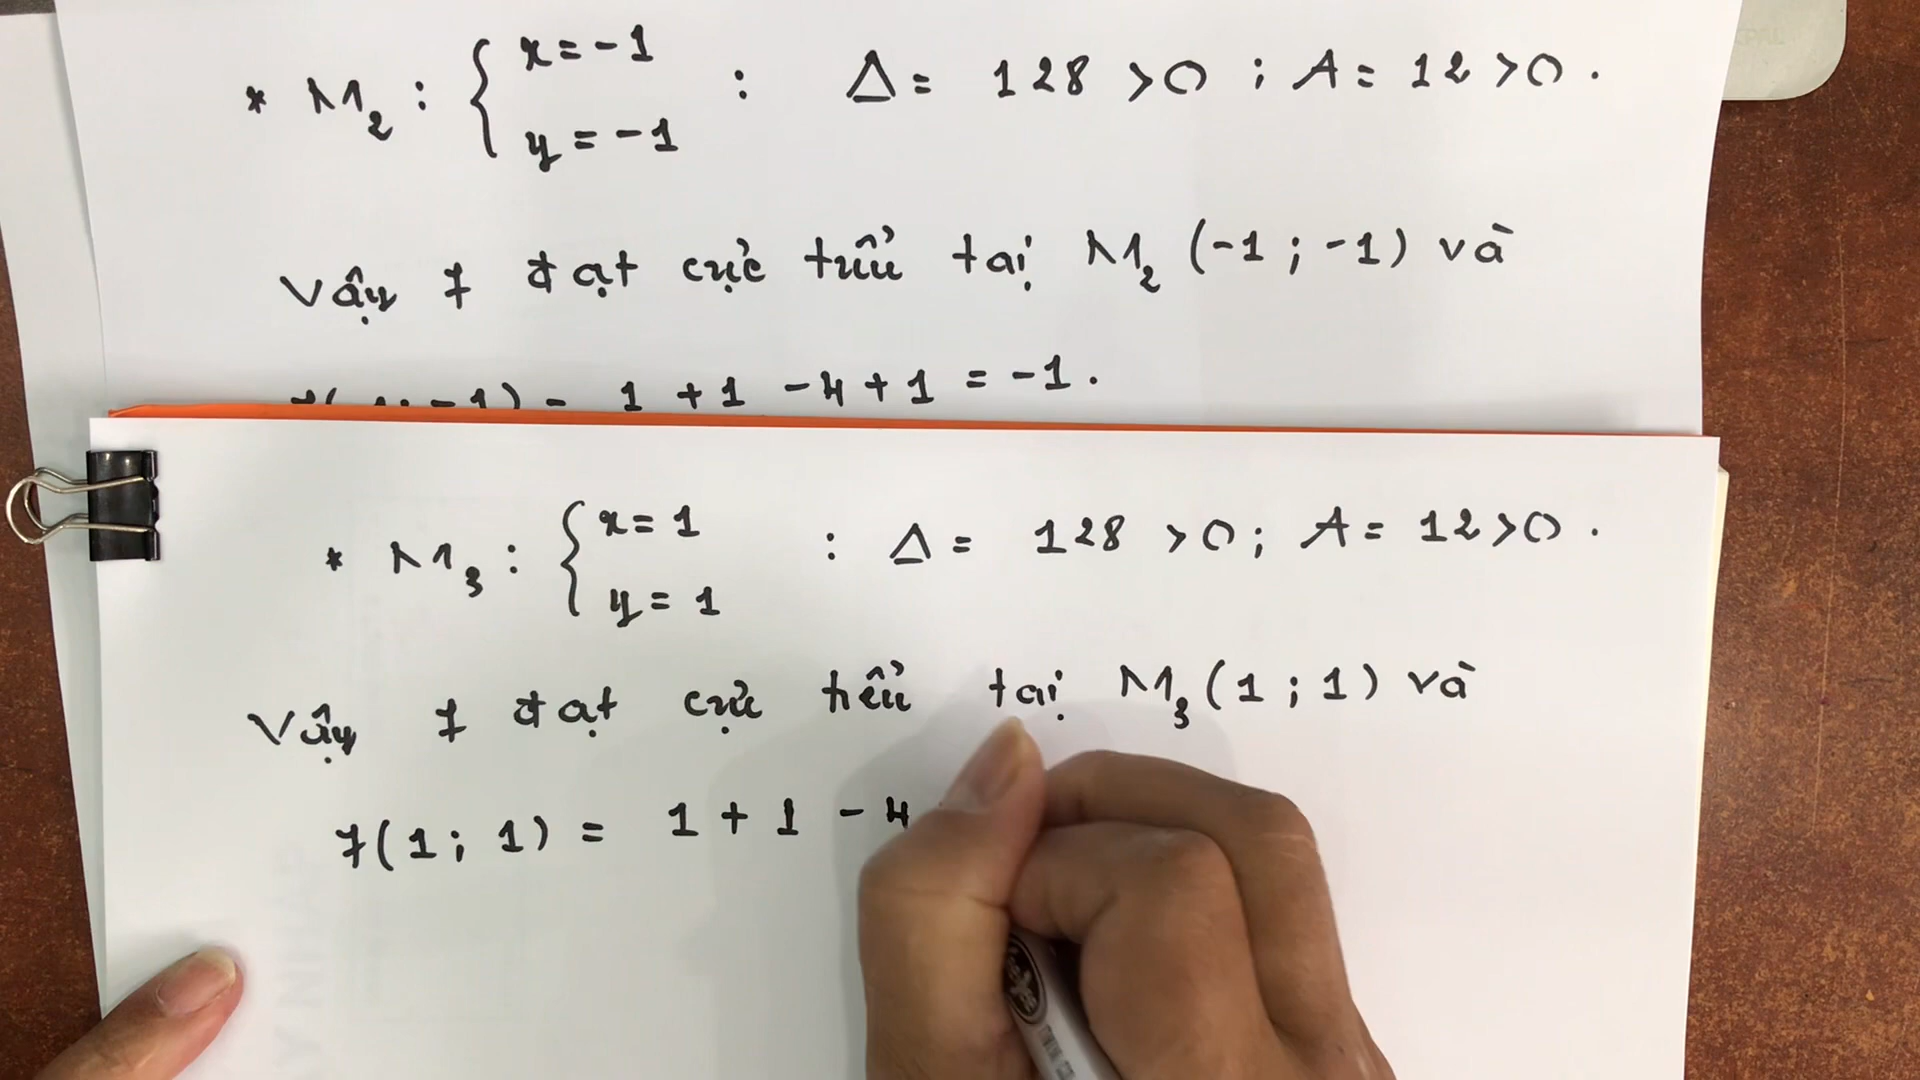 * M₂ : { x = -1
y = -1 : Δ = 128 > 0 ; A = 12 > 0 .
Vậy f đạt cực tiểu tại M₂ (-1 ; -1) và
1 + 1 - 4 + 1 = -1 .
* M₃ : { x = 1
y = 1 : Δ = 128 > 0 ; A = 12 > 0 .
Vậy f đạt cực tiểu tại M₃ (1 ; 1) và
f(1 ; 1) = 1 + 1 - 4